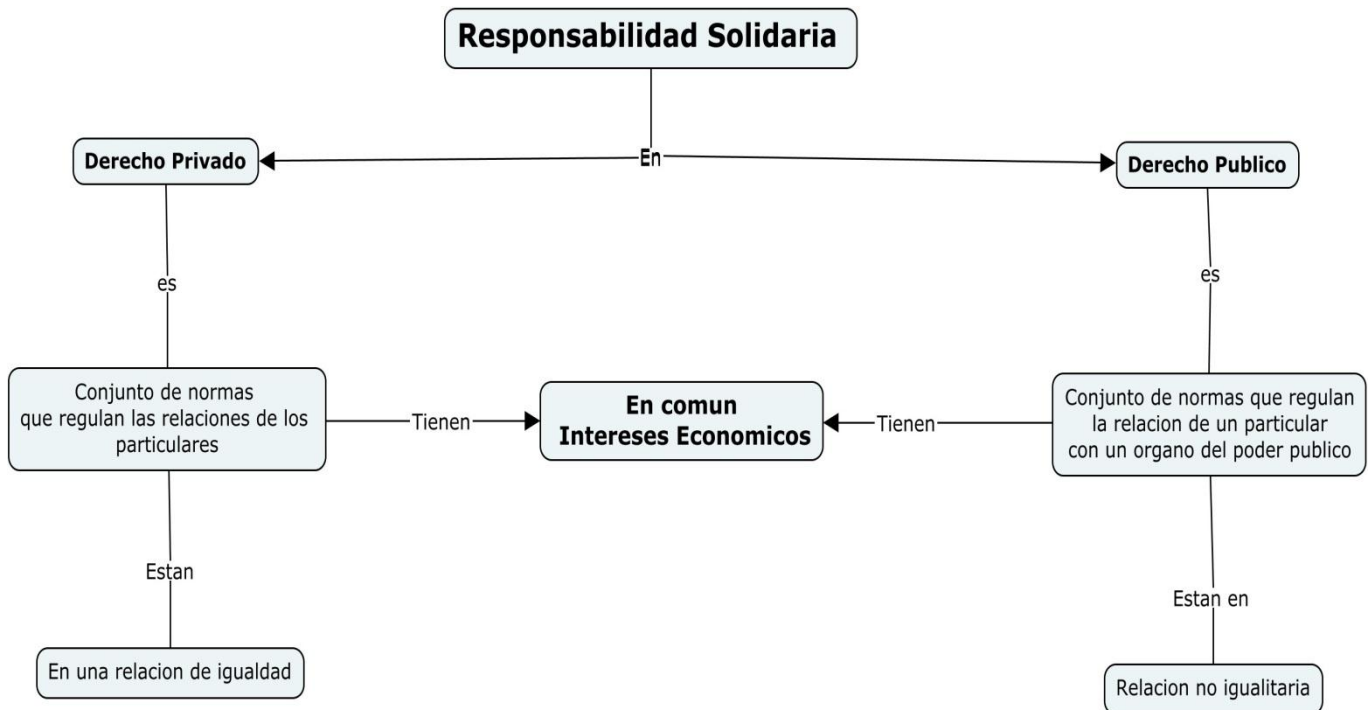 Responsabilidad Solidaria
En
Derecho Privado
Derecho Publico
es
es
Conjunto de normas
que regulan las relaciones de los
particulares
Tienen
En comun
Intereses Economicos
Tienen
Conjunto de normas que regulan
la relacion de un particular
con un organo del poder publico
Estan
Estan en
En una relacion de igualdad
Relacion no igualitaria